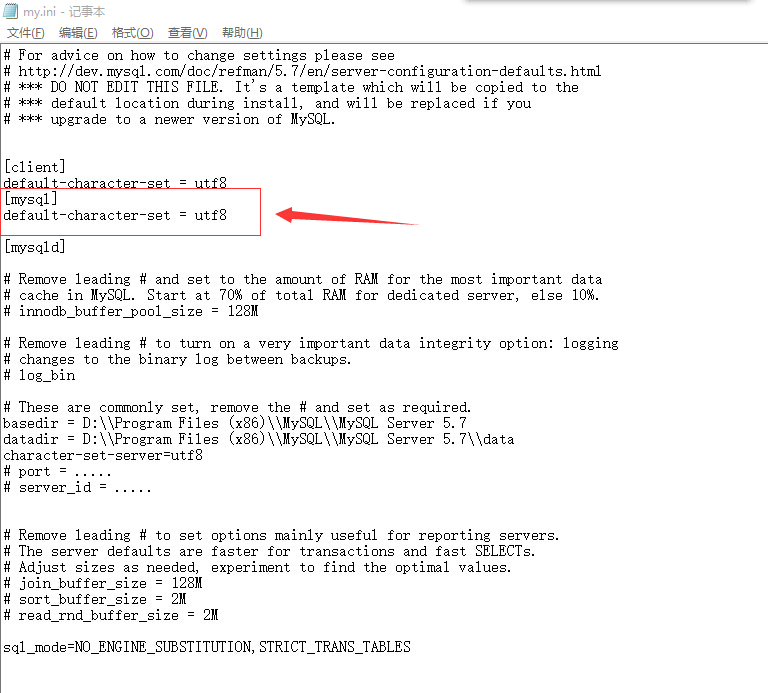 my.ini - 记事本
文件(F) 编辑(E) 格式(O) 查看(V) 帮助(H)
# For advice on how to change settings please see
# http://dev.mysql.com/doc/refman/5.7/en/server-configuration-defaults.html
# *** DO NOT EDIT THIS FILE. It's a template which will be copied to the
# *** default location during install, and will be replaced if you
# *** upgrade to a newer version of MySQL.
[client]
default-character-set = utf8
[mysql]
default-character-set = utf8
[mysqld]
# Remove leading # and set to the amount of RAM for the most important data
# cache in MySQL. Start at 70% of total RAM for dedicated server, else 10%.
# innodb_buffer_pool_size = 128M
# Remove leading # to turn on a very important data integrity option: logging
# changes to the binary log between backups.
# log_bin
# These are commonly set, remove the # and set as required.
basedir = D:\\Program Files (x86)\\MySQL\\MySQL Server 5.7
datadir = D:\\Program Files (x86)\\MySQL\\MySQL Server 5.7\\data
character-set-server=utf8
# port = .....
# server_id = .....
# Remove leading # to set options mainly useful for reporting servers.
# The server defaults are faster for transactions and fast SELECTs.
# Adjust sizes as needed, experiment to find the optimal values.
# join_buffer_size = 128M
# sort_buffer_size = 2M
# read_rnd_buffer_size = 2M
sql_mode=NO_ENGINE_SUBSTITUTION,STRICT_TRANS_TABLES